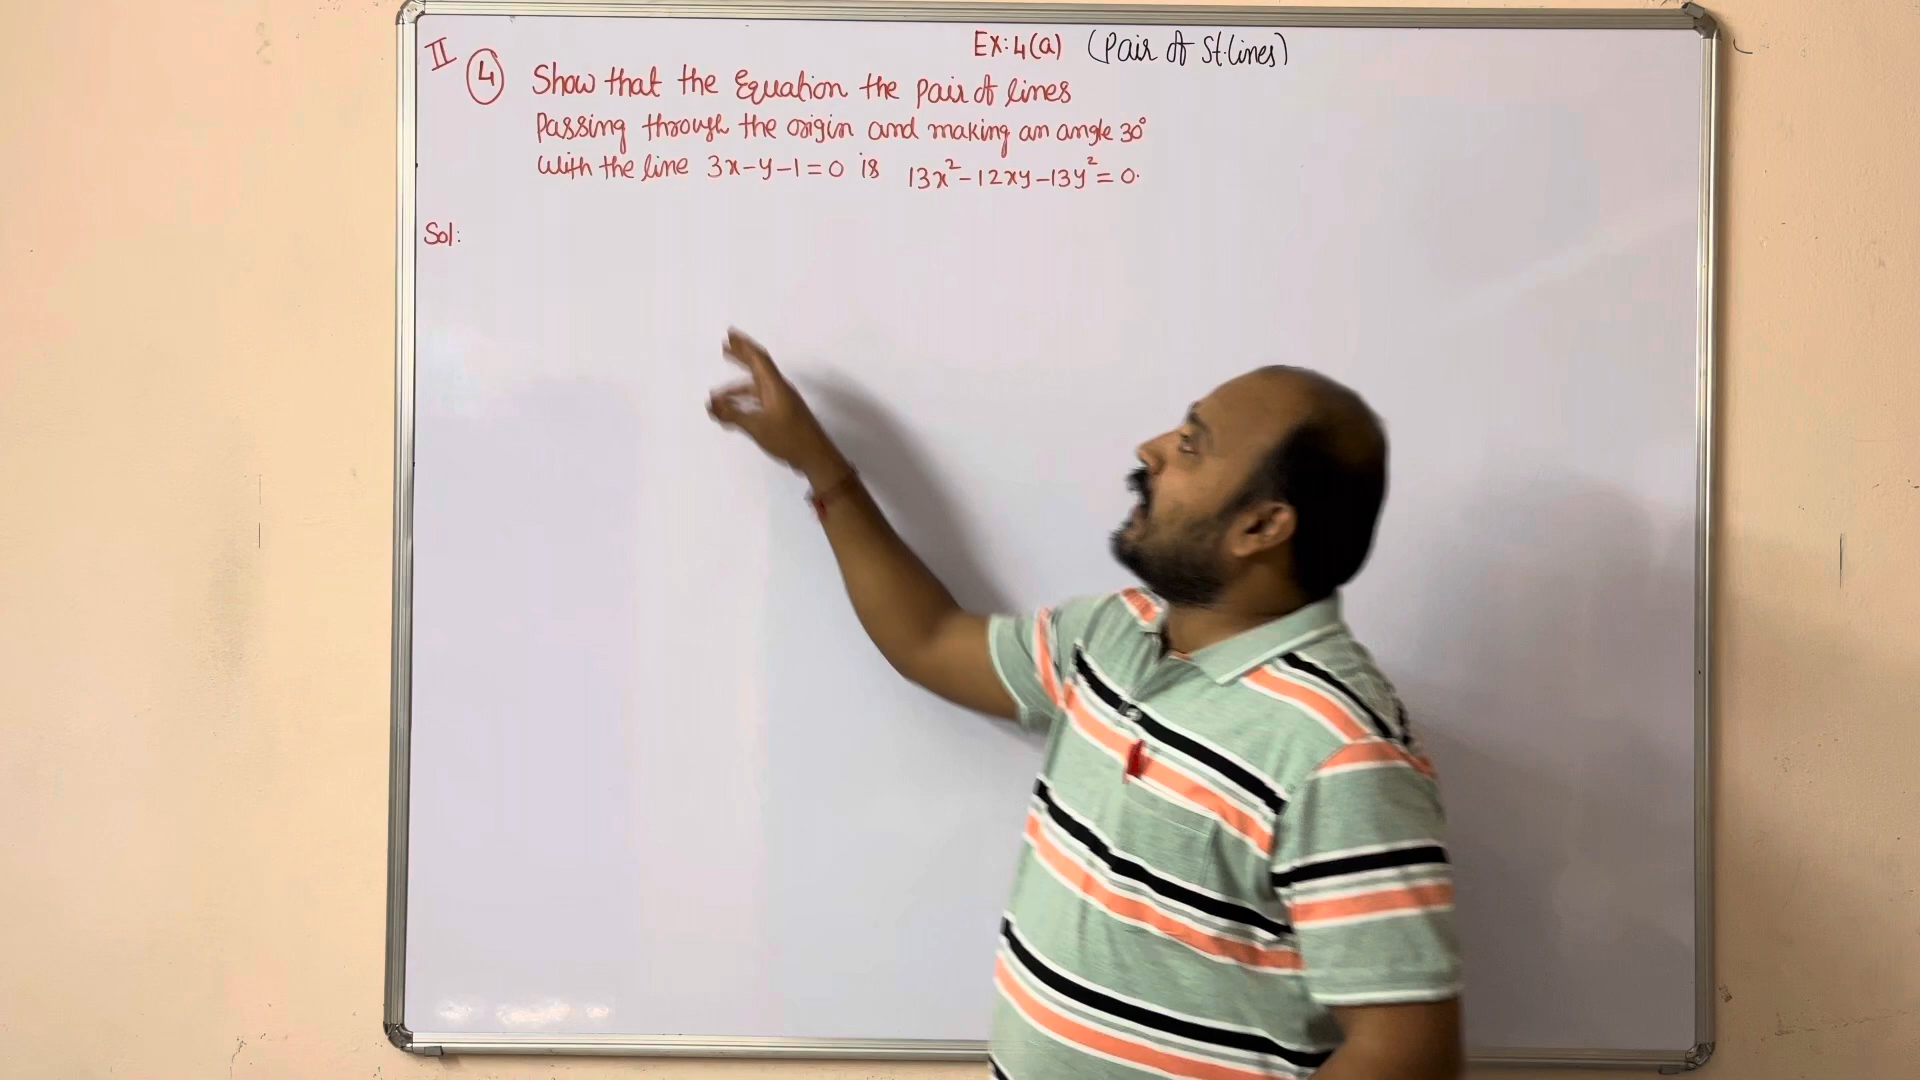 Ex: 4(a) (Pair of St. lines)
II
4 Show that the Equation the pair of lines
passing through the origin and making an angle 30°
with the line 3x-y-1=0 is 13x²-12xy-13y²=0.
Sol: